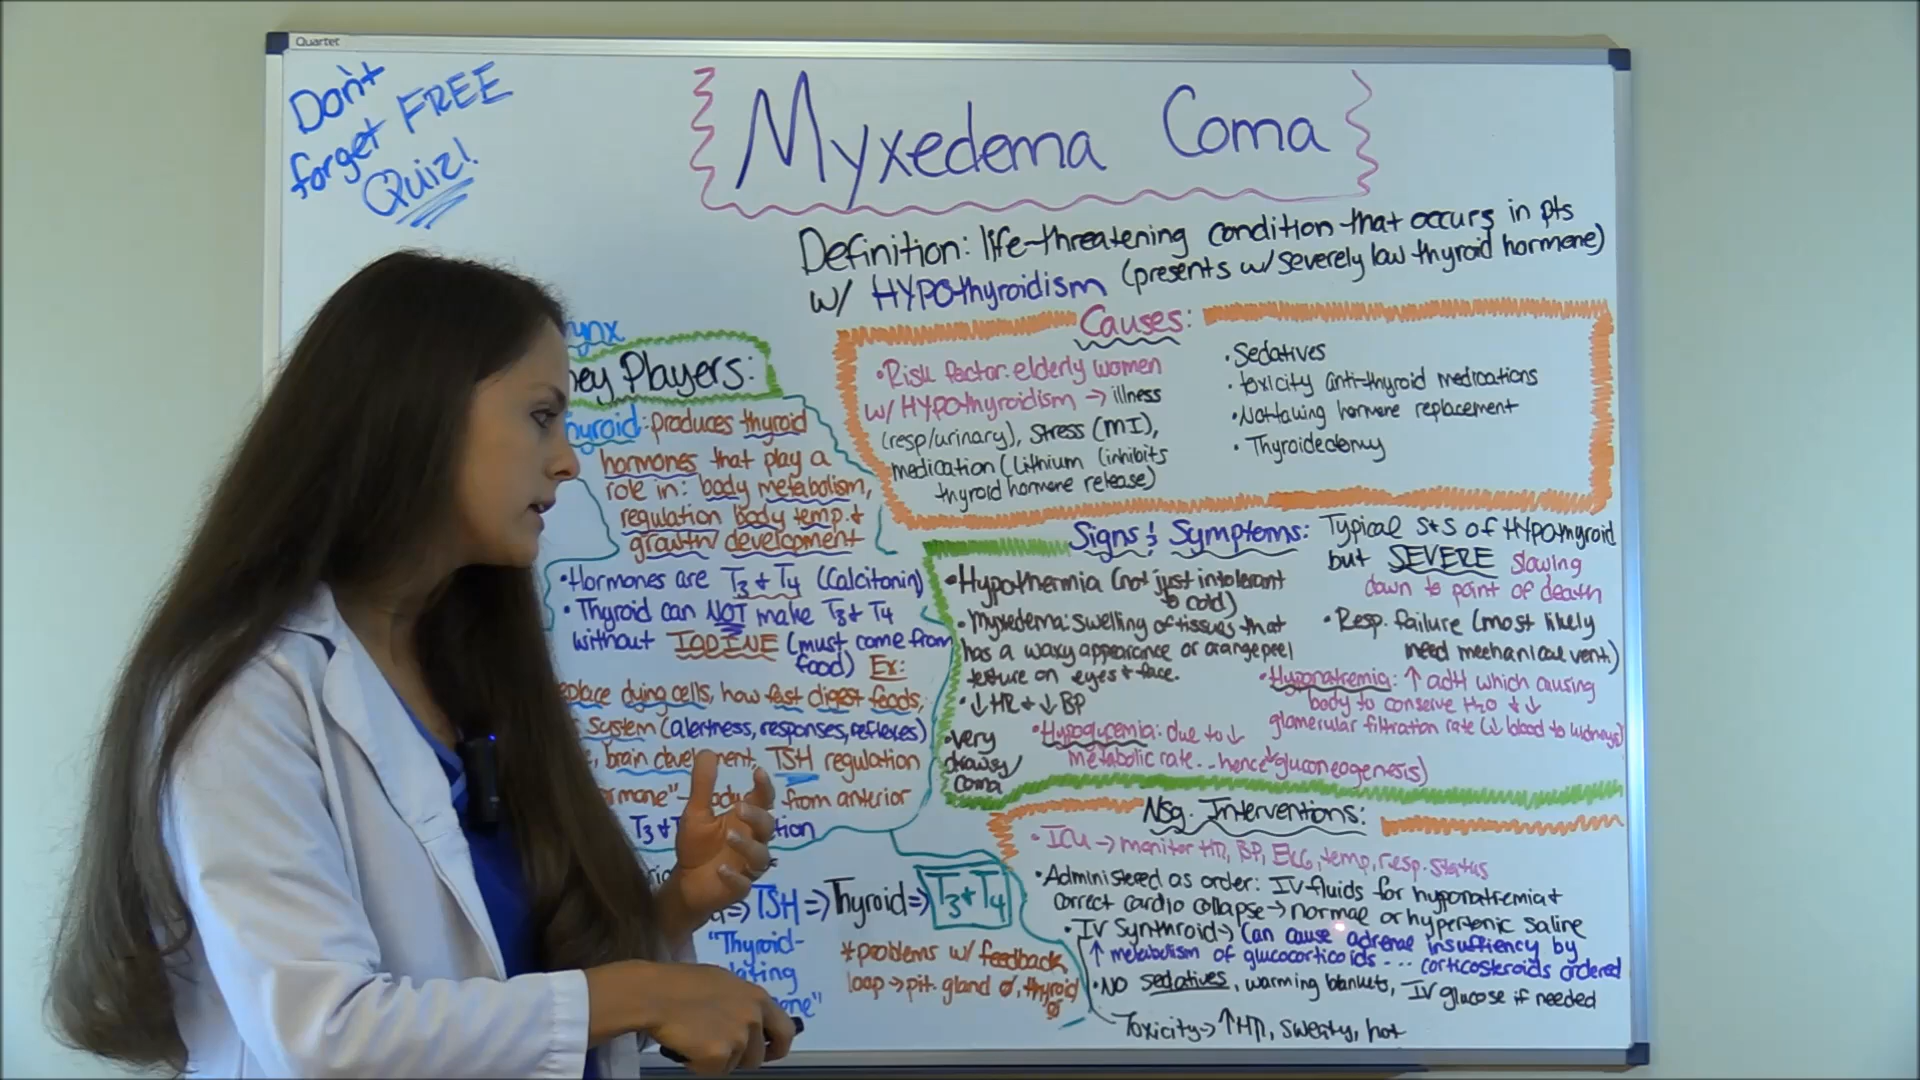 Quartet
Don't
forget FREE
Quiz!
Myxedema Coma
Definition: life-threatening condition that occurs in pts
w/ HYPOthyroidism (presents w/ severely low thyroid hormone)
ynx
ey Players:
hyroid: produces thyroid
hormones that play a
role in: body metabolism,
regulation body temp. &
growth/development
•Hormones are T3 & T4 (Calcitonin)
• Thyroid can NOT make T3 & T4
without IODINE (must come from
food) Ex:
eplace dying cells, how fast digest foods,
system (alertness, responses, reflexes)
, brain development, TSH regulation
rmone" from anterior
T3 &
=> TSH => Thyroid => T3 & T4
"Thyroid-
ating
one"
*problems w/ feedback
loop → pit. gland Ø, thyroid
Ø
Causes:
•Risk factor: elderly women
w/ HYPOthyroidism → illness
(resp/urinary), stress (MI),
medication (Lithium (inhibits
thyroid hormone release)
•Sedatives
•toxicity anti-thyroid medications
•Not taking hormone replacement
•Thyroidectomy
Signs & Symptoms: Typical s&s of HYPOthyroid
but SEVERE slowing
down to point of death
•Hypothermia (not just intolerant
to cold)
•Myxedema: swelling of tissues that
has a waxy appearance or orange peel
texture on eyes & face.
•↓HR & ↓BP
•very
drowsy/
coma
•Hypoglycemia: due to ↓
metabolic rate... hence ↓gluconeogenesis)
•Resp. failure (most likely
need mechanical vent.)
•Hyponatremia: ↑ adH which causing
body to conserve H2O & ↓
glomerular filtration rate (↓ blood to kidneys)
Nsg. Interventions:
•ICU → monitor HR, BP, EKG, temp, resp. status
•Administered as order: IV fluids for hyponatremia &
correct cardio collapse → normal or hypertonic saline
•IV Synthroid → Can cause adrenal insuffiency by
↑ metabolism of glucocorticoids ... corticosteroids ordered
•NO sedatives, warming blankets, IV glucose if needed
Toxicity → ↑HR, sweaty, hot